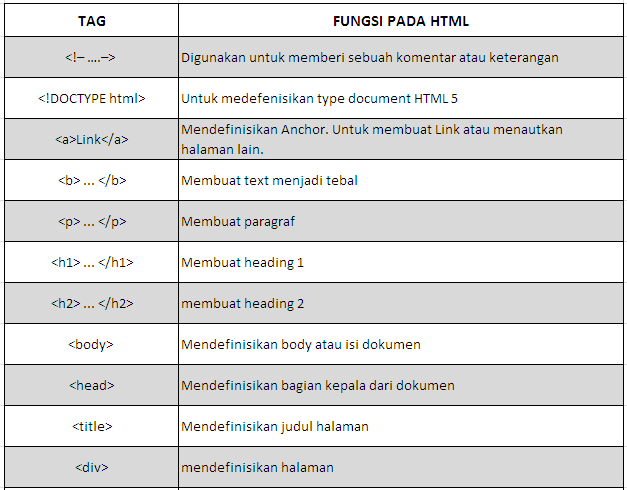 TAG FUNGSI PADA HTML
<!– ....–> Digunakan untuk memberi sebuah komentar atau keterangan
<!DOCTYPE html> Untuk medefenisikan type document HTML 5
<a>Link</a> Mendefinisikan Anchor. Untuk membuat Link atau menautkan
halaman lain.
<b> ... </b> Membuat text menjadi tebal
<p> ... </p> Membuat paragraf
<h1> ... </h1> Membuat heading 1
<h2> ... </h2> membuat heading 2
<body> Mendefinisikan body atau isi dokumen
<head> Mendefinisikan bagian kepala dari dokumen
<title> Mendefinisikan judul halaman
<div> mendefinisikan halaman